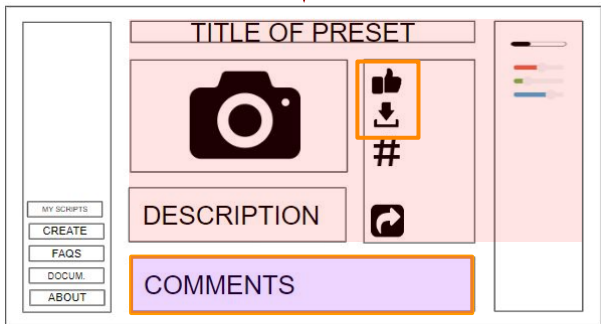 TITLE OF PRESET
#
DESCRIPTION
COMMENTS
MY SCRIPTS
CREATE
FAQS
DOCUM.
ABOUT